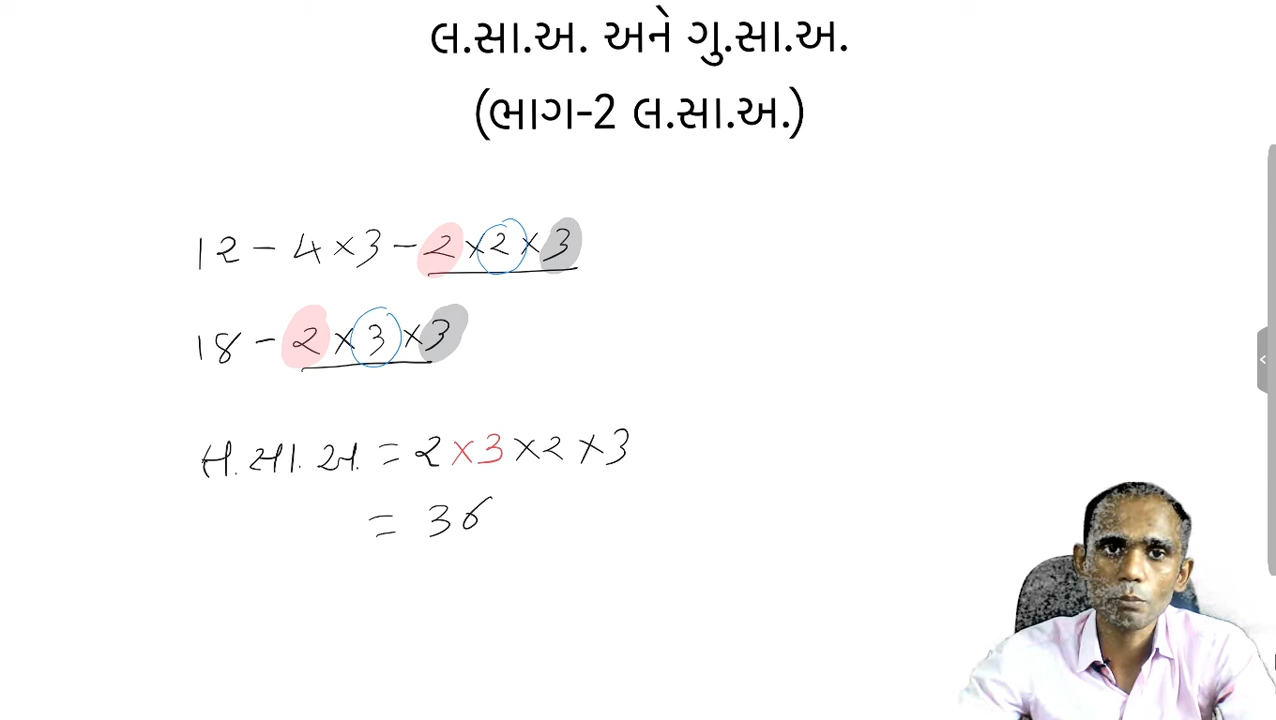 લ.સા.અ. અને ગુ.સા.અ.
(ભાગ-2 લ.સા.અ.)
12 - 4 × 3 - 2 × 2 × 3
18 - 2 × 3 × 3
લ.સા.અ. = 2 × 3 × 2 × 3
= 36